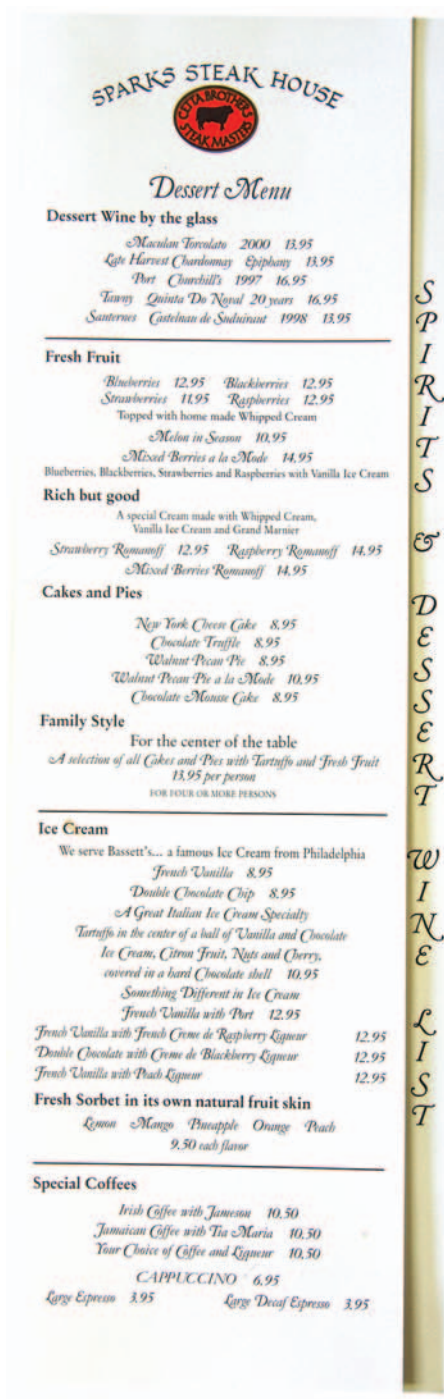 SPARKS STEAK HOUSE
CETTA BROTHERS
STEAK MASTERS
Dessert Menu
Dessert Wine by the glass
Maculan Torcolato 2000 13.95
Late Harvest Chardonnay Epiphany 13.95
Port Churchill's 1997 16.95
Tawny Quinta Do Noval 20 years 16.95
Sauternes Castelnau de Suduiraut 1998 13.95
Fresh Fruit
Blueberries 12.95 Blackberries 12.95
Strawberries 11.95 Raspberries 12.95
Topped with home made Whipped Cream
Melon in Season 10.95
Mixed Berries a la Mode 14.95
Blueberries, Blackberries, Strawberries and Raspberries with Vanilla Ice Cream
Rich but good
A special Cream made with Whipped Cream,
Vanilla Ice Cream and Grand Marnier
Strawberry Romanoff 12.95 Raspberry Romanoff 14.95
Mixed Berries Romanoff 14.95
Cakes and Pies
New York Cheese Cake 8.95
Chocolate Truffle 8.95
Walnut Pecan Pie 8.95
Walnut Pecan Pie a la Mode 10.95
Chocolate Mousse Cake 8.95
Family Style
For the center of the table
A selection of all Cakes and Pies with Tartuffo and Fresh Fruit
13.95 per person
FOR FOUR OR MORE PERSONS
Ice Cream
We serve Bassett's... a famous Ice Cream from Philadelphia
French Vanilla 8.95
Double Chocolate Chip 8.95
A Great Italian Ice Cream Specialty
Tartuffo in the center of a ball of Vanilla and Chocolate
Ice Cream, Citron Fruit, Nuts and Cherry,
covered in a hard Chocolate shell 10.95
Something Different in Ice Cream
French Vanilla with Port 12.95
French Vanilla with French Creme de Raspberry Liqueur 12.95
Double Chocolate with Creme de Blackberry Liqueur 12.95
French Vanilla with Peach Liqueur 12.95
Fresh Sorbet in its own natural fruit skin
Lemon Mango Pineapple Orange Peach
9.50 each flavor
Special Coffees
Irish Coffee with Jameson 10.50
Jamaican Coffee with Tia Maria 10.50
Your Choice of Coffee and Liqueur 10.50
CAPPUCCINO 6.95
Large Espresso 3.95 Large Decaf Espresso 3.95
SPIRITS & DESSERT WINE LIST